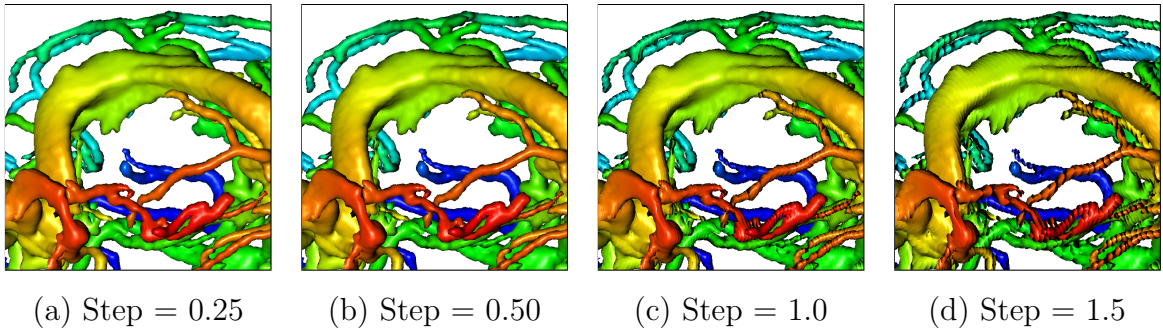 (a) Step = 0.25
(b) Step = 0.50
(c) Step = 1.0
(d) Step = 1.5